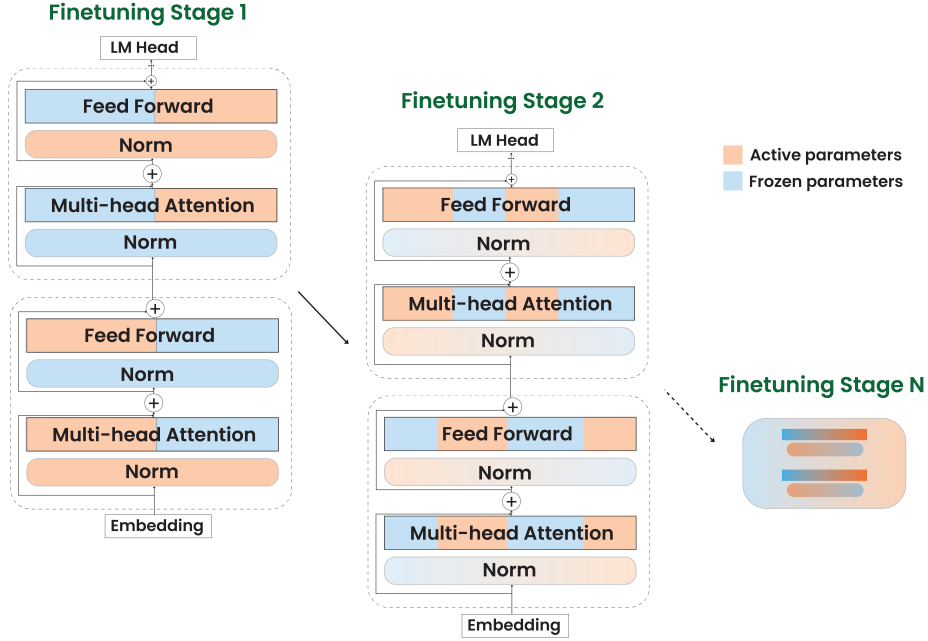 Finetuning Stage 1
LM Head
+
Feed Forward
Norm
+
Multi-head Attention
Norm
+
Feed Forward
Norm
+
Multi-head Attention
Norm
Embedding
Finetuning Stage 2
LM Head
+
Feed Forward
Norm
+
Multi-head Attention
Norm
+
Feed Forward
Norm
+
Multi-head Attention
Norm
Embedding
Active parameters
Frozen parameters
Finetuning Stage N